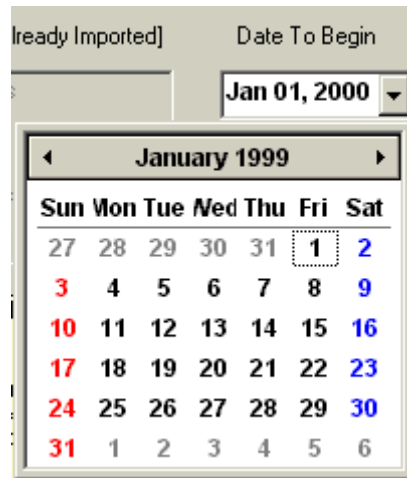 lready Imported] Date To Begin
Jan 01, 2000
January 1999
Sun Mon Tue Wed Thu Fri Sat
27 28 29 30 31 1 2
3 4 5 6 7 8 9
10 11 12 13 14 15 16
17 18 19 20 21 22 23
24 25 26 27 28 29 30
31 1 2 3 4 5 6